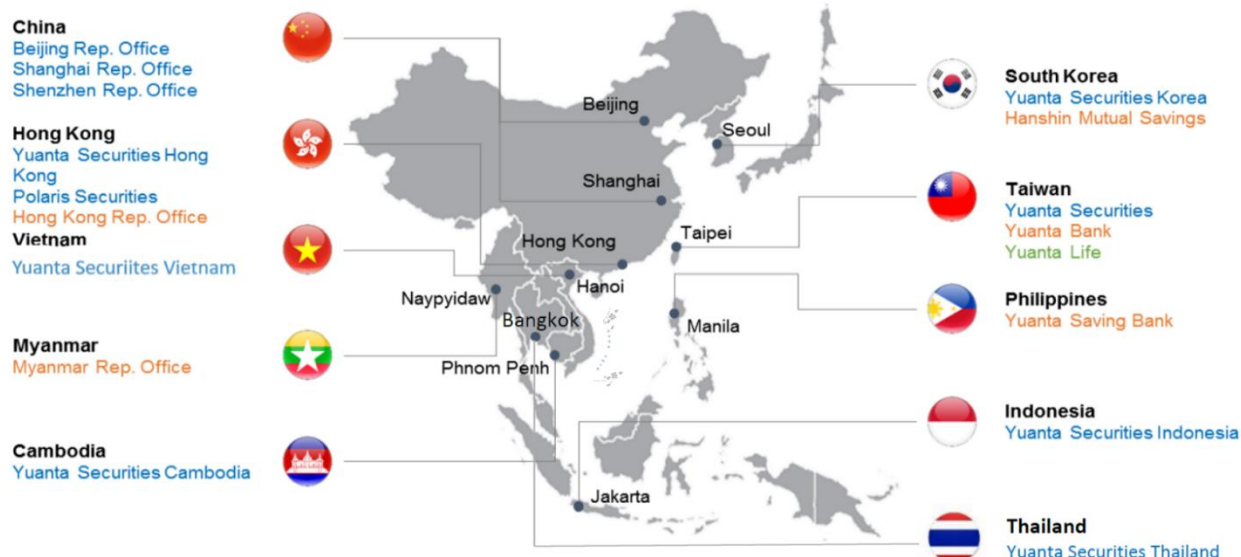 China
Beijing Rep. Office
Shanghai Rep. Office
Shenzhen Rep. Office
Hong Kong
Yuanta Securities Hong
Kong
Polaris Securities
Hong Kong Rep. Office
Vietnam
Yuanta Securiites Vietnam
Myanmar
Myanmar Rep. Office
Cambodia
Yuanta Securities Cambodia
Beijing
Seoul
Shanghai
Taipei
Hong Kong
Hanoi
Naypyidaw
Bangkok
Manila
Phnom Penh
Jakarta
South Korea
Yuanta Securities Korea
Hanshin Mutual Savings
Taiwan
Yuanta Securities
Yuanta Bank
Yuanta Life
Philippines
Yuanta Saving Bank
Indonesia
Yuanta Securities Indonesia
Thailand
Yuanta Securities Thailand